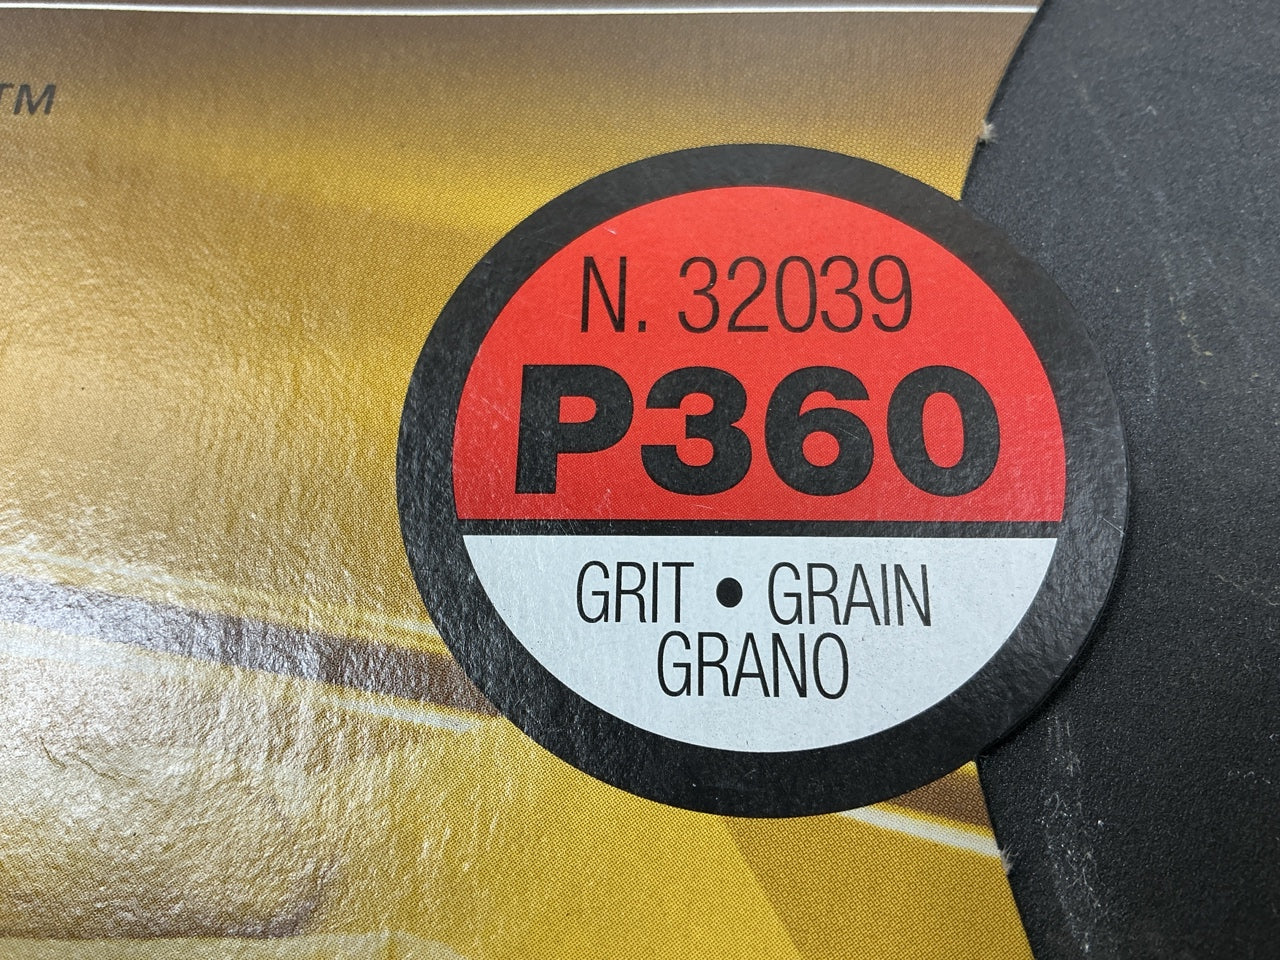 TM
N. 32039
P360
GRIT • GRAIN
GRANO